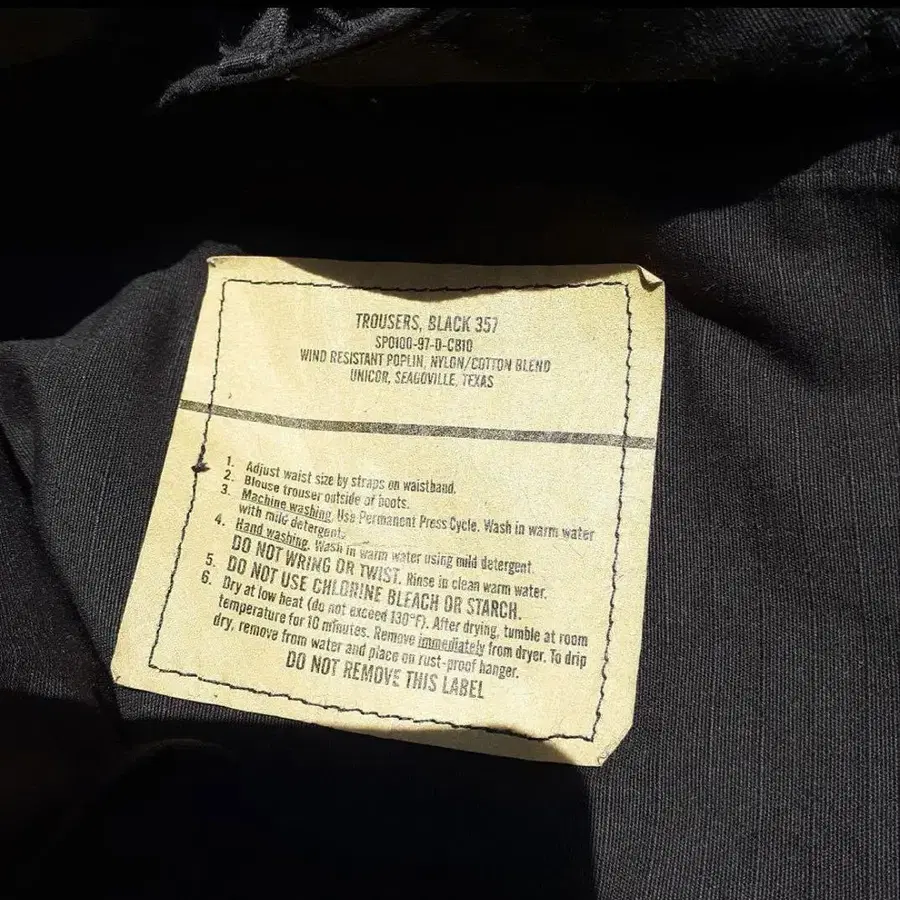 TROUSERS, BLACK 357
SPO100-97-D-CB10
WIND RESISTANT POPLIN, NYLON/COTTON BLEND
UNICOR, SEAGOVILLE, TEXAS
1. Adjust waist size by straps on waistband.
2. Blouse trouser outside of boots.
3. Machine washing. Use Permanent Press Cycle. Wash in warm water
with mild detergent.
4. Hand washing. Wash in warm water using mild detergent.
DO NOT WRING OR TWIST. Rinse in clean warm water.
5. DO NOT USE CHLORINE BLEACH OR STARCH.
6. Dry at low heat (do not exceed 130°F). After drying, tumble at room
temperature for 10 minutes. Remove immediately from dryer. To drip
dry, remove from water and place on rust-proof hanger.
DO NOT REMOVE THIS LABEL